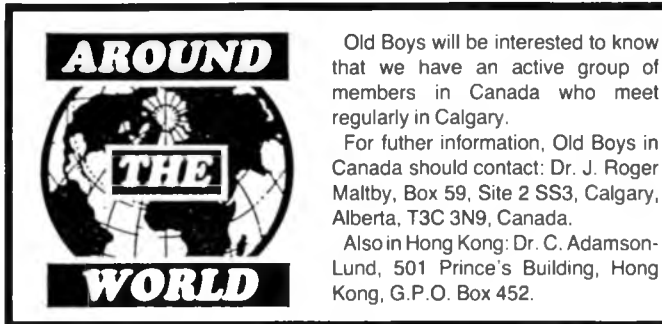 AROUND
THE
WORLD
Old Boys will be interested to know
that we have an active group of
members in Canada who meet
regularly in Calgary.
For futher information, Old Boys in
Canada should contact: Dr. J. Roger
Maltby, Box 59, Site 2 SS3, Calgary,
Alberta, T3C 3N9, Canada.
Also in Hong Kong: Dr. C. Adamson-
Lund, 501 Prince's Building, Hong
Kong, G.P.O. Box 452.